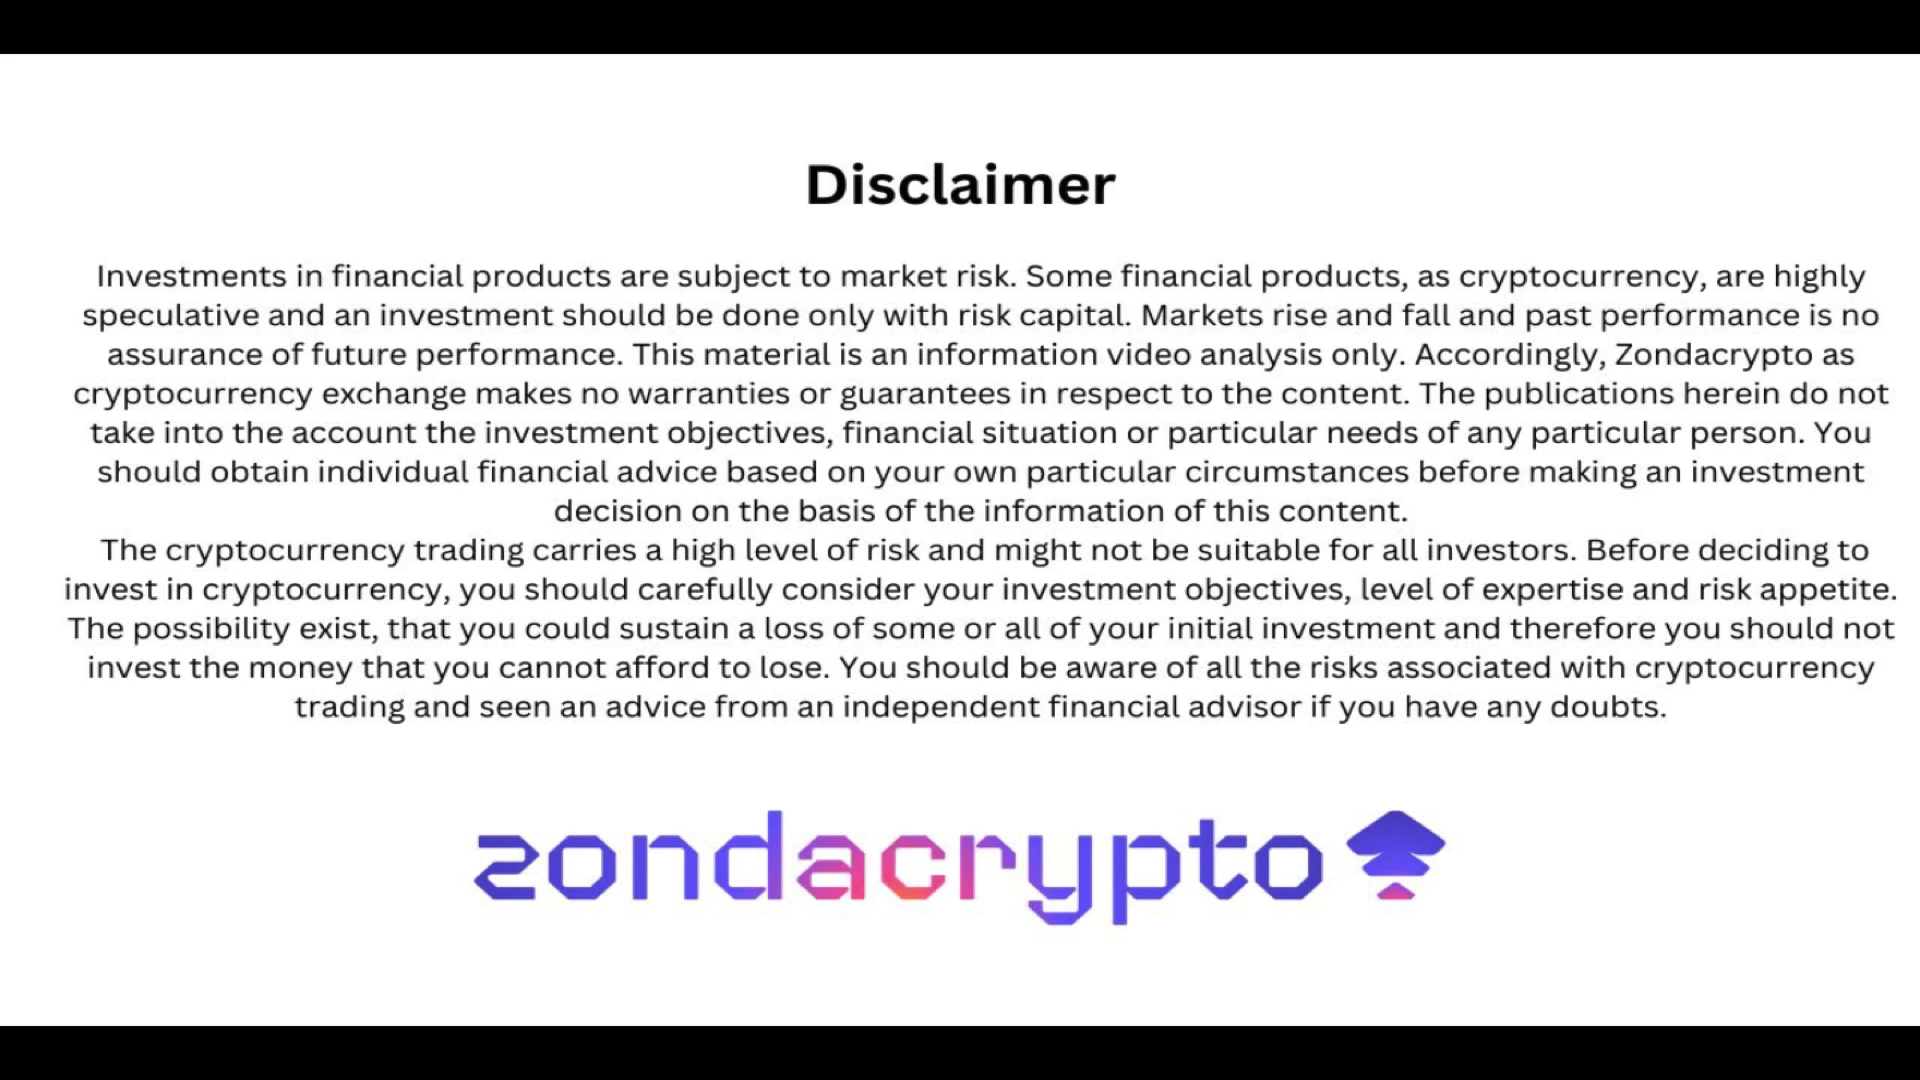 Disclaimer
Investments in financial products are subject to market risk. Some financial products, as cryptocurrency, are highly
speculative and an investment should be done only with risk capital. Markets rise and fall and past performance is no
assurance of future performance. This material is an information video analysis only. Accordingly, Zondacrypto as
cryptocurrency exchange makes no warranties or guarantees in respect to the content. The publications herein do not
take into the account the investment objectives, financial situation or particular needs of any particular person. You
should obtain individual financial advice based on your own particular circumstances before making an investment
decision on the basis of the information of this content.
The cryptocurrency trading carries a high level of risk and might not be suitable for all investors. Before deciding to
invest in cryptocurrency, you should carefully consider your investment objectives, level of expertise and risk appetite.
The possibility exist, that you could sustain a loss of some or all of your initial investment and therefore you should not
invest the money that you cannot afford to lose. You should be aware of all the risks associated with cryptocurrency
trading and seen an advice from an independent financial advisor if you have any doubts.
zondacrypto